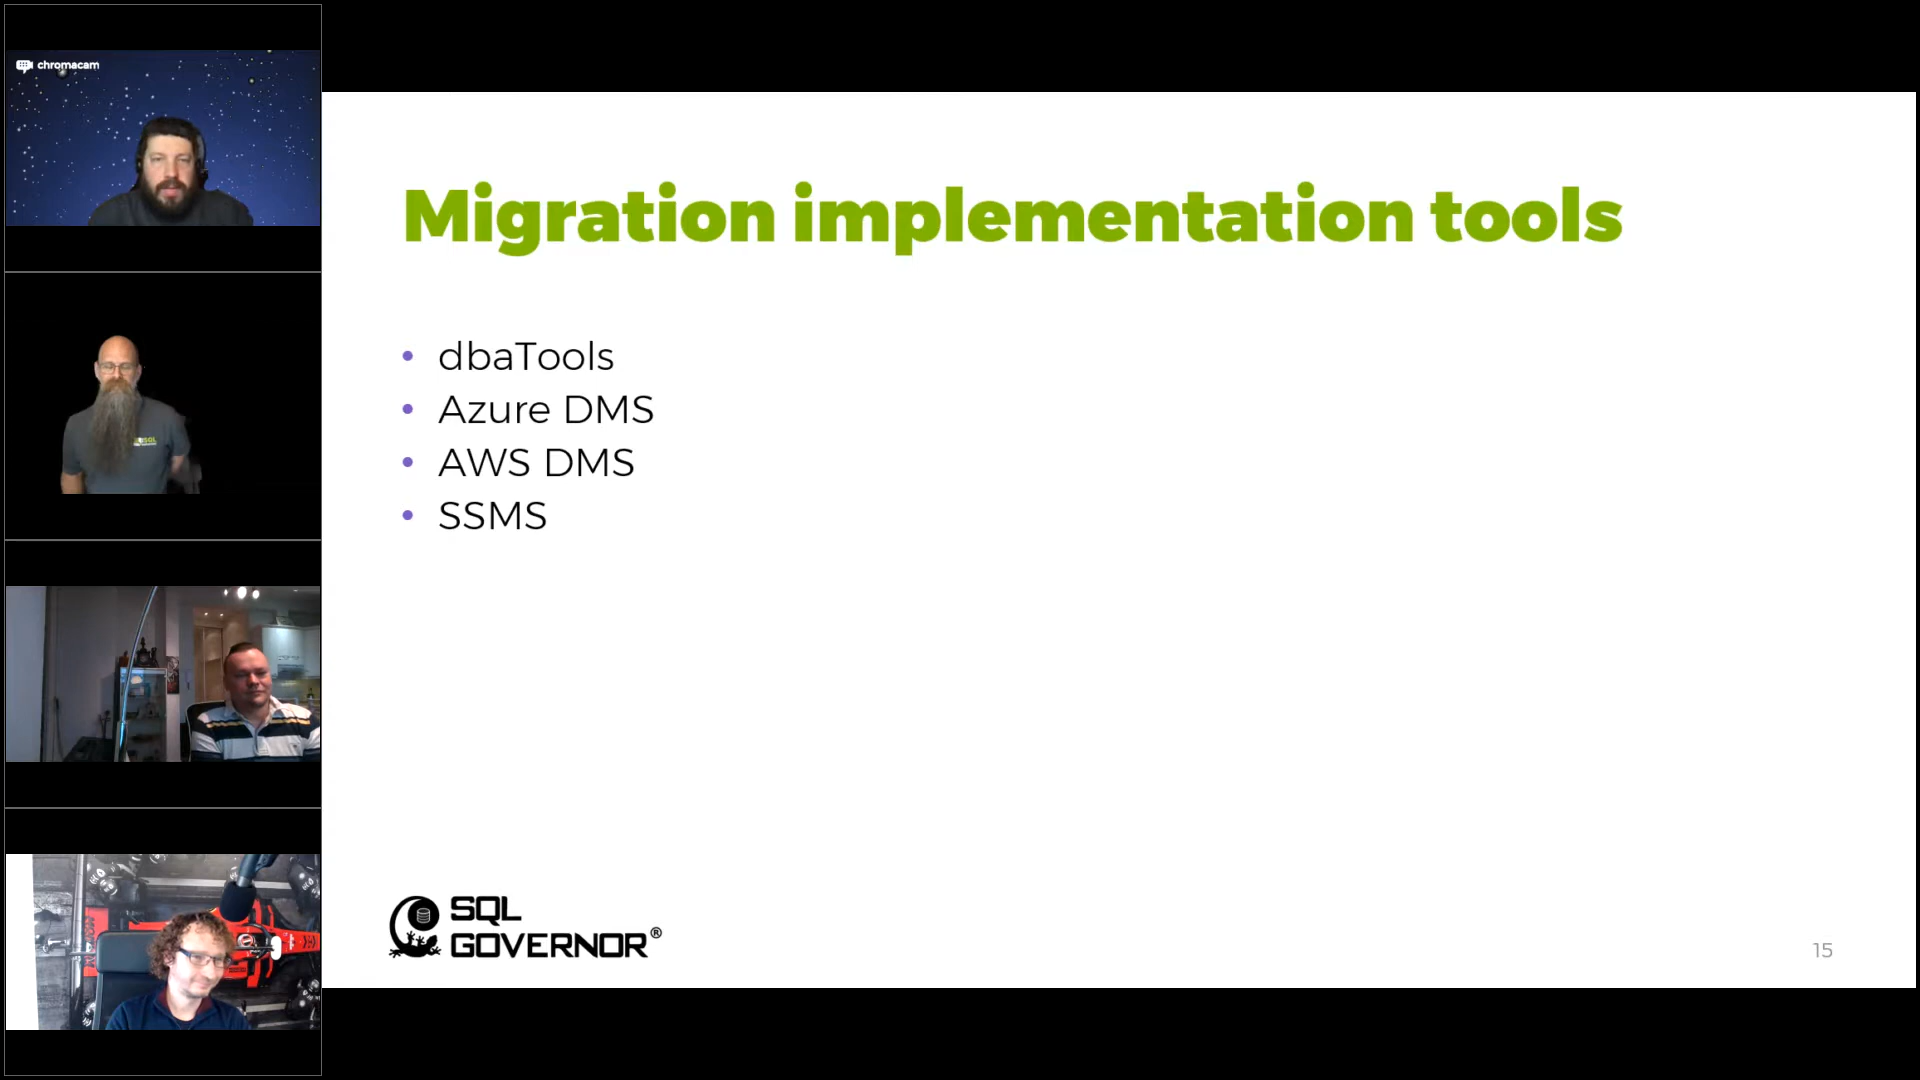 chromacam
Migration implementation tools
• dbaTools
• Azure DMS
• AWS DMS
• SSMS
SQL
GOVERNOR®
15